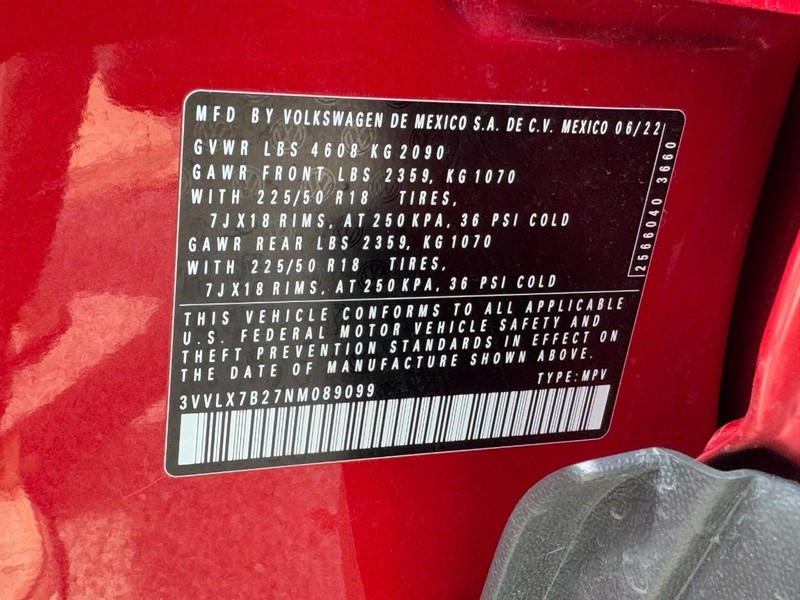 MFD BY VOLKSWAGEN DE MEXICO S.A. DE C.V. MEXICO 06/22
GVWR LBS 4608 KG 2090
GAWR FRONT LBS 2359, KG 1070
WITH 225/50 R18 TIRES,
7JX18 RIMS, AT 250 KPA, 36 PSI COLD
GAWR REAR LBS 2359, KG 1070
WITH 225/50 R18 TIRES,
7JX18 RIMS, AT 250 KPA, 36 PSI COLD
2566040 3660
THIS VEHICLE CONFORMS TO ALL APPLICABLE
U.S. FEDERAL MOTOR VEHICLE SAFETY AND
THEFT PREVENTION STANDARDS IN EFFECT ON
THE DATE OF MANUFACTURE SHOWN ABOVE.
3VVLX7B27NM089099 TYPE: MPV